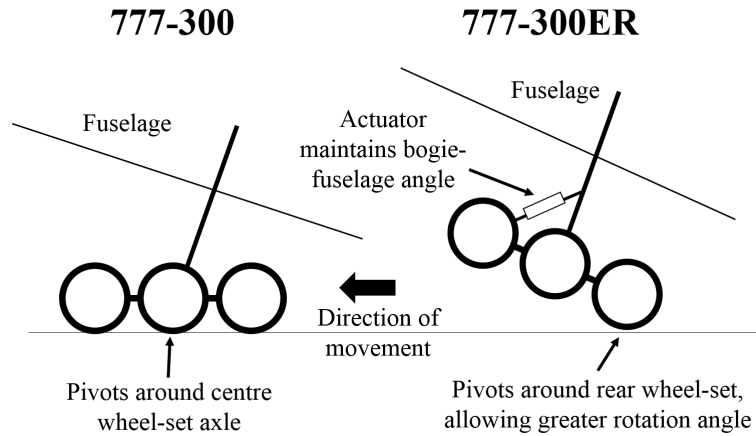 777-300
777-300ER
Fuselage
Fuselage
Actuator
maintains bogie-
fuselage angle
Direction of
movement
Pivots around centre
wheel-set axle
Pivots around rear wheel-set,
allowing greater rotation angle